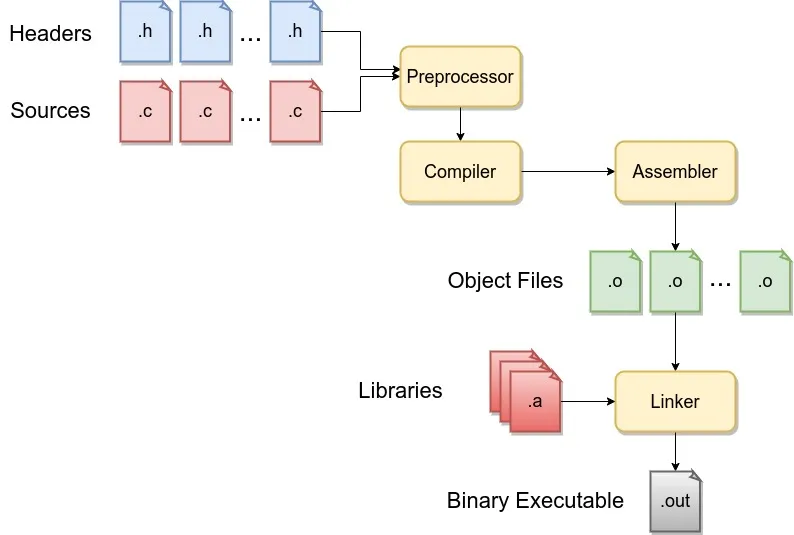 Headers
.h
.h
...
.h
Sources
.c
.c
...
.c
Preprocessor
Compiler
Assembler
Object Files
.o
.o
...
.o
Libraries
.a
Linker
Binary Executable
.out